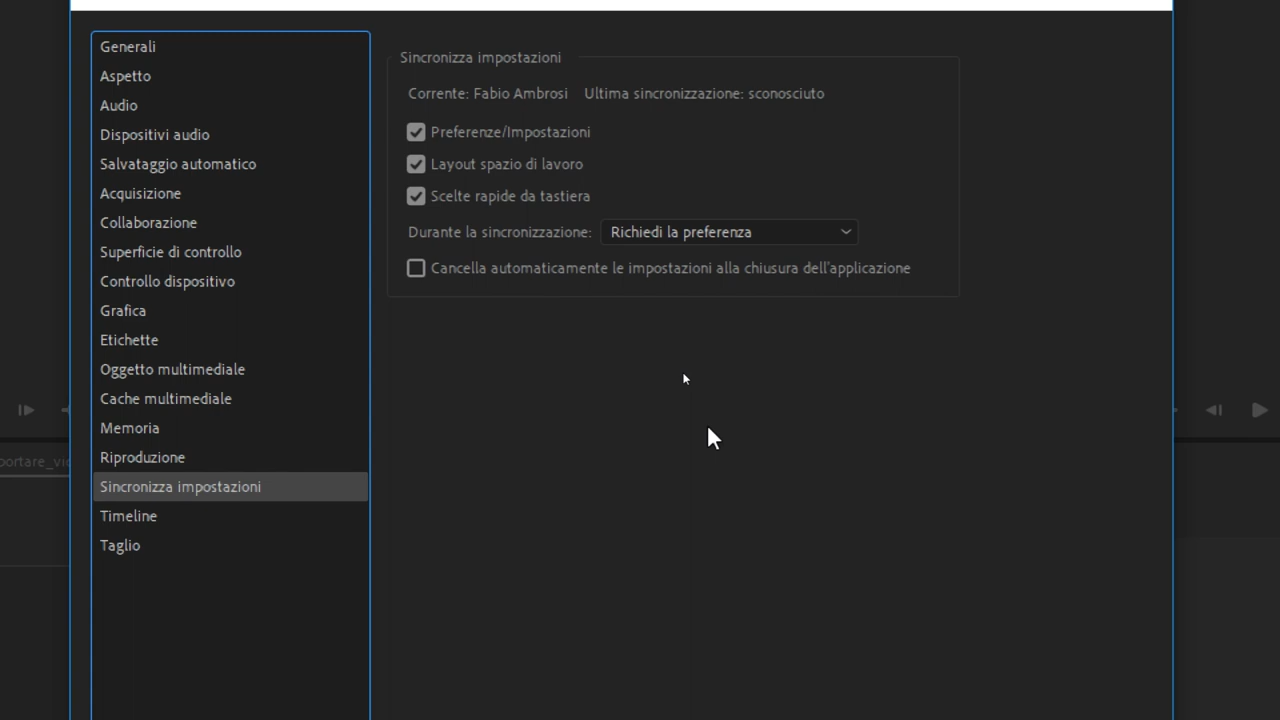 Generali
Aspetto
Audio
Dispositivi audio
Salvataggio automatico
Acquisizione
Collaborazione
Superficie di controllo
Controllo dispositivo
Grafica
Etichette
Oggetto multimediale
Cache multimediale
Memoria
Riproduzione
Sincronizza impostazioni
Timeline
Taglio
Sincronizza impostazioni
Corrente: Fabio Ambrosi Ultima sincronizzazione: sconosciuto
Preferenze/Impostazioni
Layout spazio di lavoro
Scelte rapide da tastiera
Durante la sincronizzazione: Richiedi la preferenza
Cancella automaticamente le impostazioni alla chiusura dell'applicazione